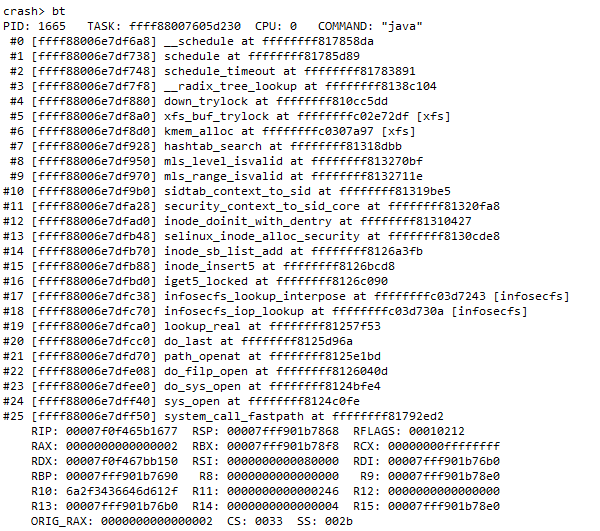 crash> bt
PID: 1665 TASK: ffff88007605d230 CPU: 0 COMMAND: "java"
#0 [ffff88006e7df6a8] __schedule at ffffffff817858da
#1 [ffff88006e7df738] schedule at ffffffff81785d89
#2 [ffff88006e7df748] schedule_timeout at ffffffff81783891
#3 [ffff88006e7df7f8] __radix_tree_lookup at ffffffff8138c104
#4 [ffff88006e7df880] down_trylock at ffffffff810cc5dd
#5 [ffff88006e7df8a0] xfs_buf_trylock at ffffffffc02e72df [xfs]
#6 [ffff88006e7df8d0] kmem_alloc at ffffffffc0307a97 [xfs]
#7 [ffff88006e7df928] hashtab_search at ffffffff81318dbb
#8 [ffff88006e7df950] mls_level_isvalid at ffffffff813270bf
#9 [ffff88006e7df970] mls_range_isvalid at ffffffff8132711e
#10 [ffff88006e7df9b0] sidtab_context_to_sid at ffffffff81319be5
#11 [ffff88006e7dfa28] security_context_to_sid_core at ffffffff81320fa8
#12 [ffff88006e7dfad0] inode_doinit_with_dentry at ffffffff81310427
#13 [ffff88006e7dfb48] selinux_inode_alloc_security at ffffffff8130cde8
#14 [ffff88006e7dfb70] inode_sb_list_add at ffffffff8126a3fb
#15 [ffff88006e7dfb88] inode_insert5 at ffffffff8126bcd8
#16 [ffff88006e7dfbd0] iget5_locked at ffffffff8126c090
#17 [ffff88006e7dfc38] infosecfs_lookup_interpose at ffffffffc03d7243 [infosecfs]
#18 [ffff88006e7dfc70] infosecfs_iop_lookup at ffffffffc03d730a [infosecfs]
#19 [ffff88006e7dfca0] lookup_real at ffffffff81257f53
#20 [ffff88006e7dfcc0] do_last at ffffffff8125d96a
#21 [ffff88006e7dfd70] path_openat at ffffffff8125e1bd
#22 [ffff88006e7dfe08] do_filp_open at ffffffff8126040d
#23 [ffff88006e7dfee0] do_sys_open at ffffffff8124bfe4
#24 [ffff88006e7dff40] sys_open at ffffffff8124c0fe
#25 [ffff88006e7dff50] system_call_fastpath at ffffffff81792ed2
RIP: 00007f0f465b1677 RSP: 00007fff901b7868 RFLAGS: 00010212
RAX: 0000000000000002 RBX: 00007fff901b78f8 RCX: 00000000ffffffff
RDX: 00007f0f467bb150 RSI: 0000000000080000 RDI: 00007fff901b76b0
RBP: 00007fff901b7690 R8: 0000000000000000 R9: 00007fff901b78e0
R10: 6a2f3436646d612f R11: 0000000000000246 R12: 0000000000000000
R13: 00007fff901b76b0 R14: 0000000000000004 R15: 00007fff901b78e0
ORIG_RAX: 0000000000000002 CS: 0033 SS: 002b